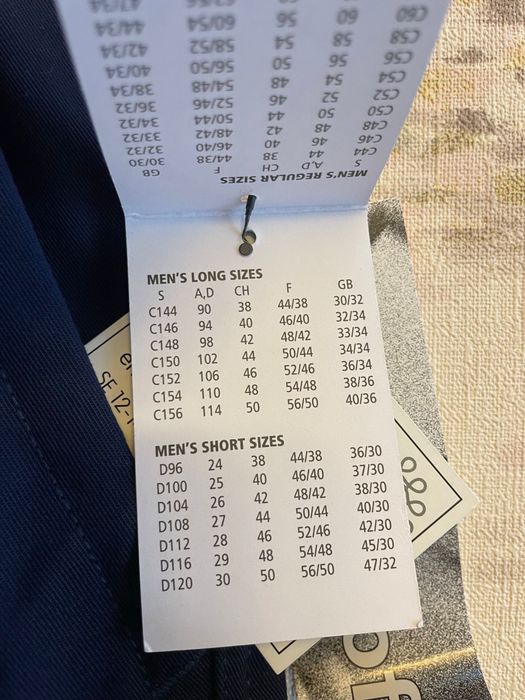 MEN'S REGULAR SIZES
S A,D CH F GB
C44 44 38 44/38 30/30
C46 46 40 46/40 32/32
C48 48 42 48/42 33/32
C50 50 44 50/44 34/32
C52 52 46 52/46 36/32
C54 54 48 54/48 38/34
C56 56 50 56/50 40/34
C58 58 54 58/52 42/34
C60 60 56 60/54 44/34
MEN'S LONG SIZES
S A,D CH F GB
C144 90 38 44/38 30/32
C146 94 40 46/40 32/34
C148 98 42 48/42 33/34
C150 102 44 50/44 34/34
C152 106 46 52/46 36/34
C154 110 48 54/48 38/36
C156 114 50 56/50 40/36
MEN'S SHORT SIZES
D96 24 38 44/38 36/30
D100 25 40 46/40 37/30
D104 26 42 48/42 38/30
D108 27 44 50/44 40/30
D112 28 46 52/46 42/30
D116 29 48 54/48 45/30
D120 30 50 56/50 47/32